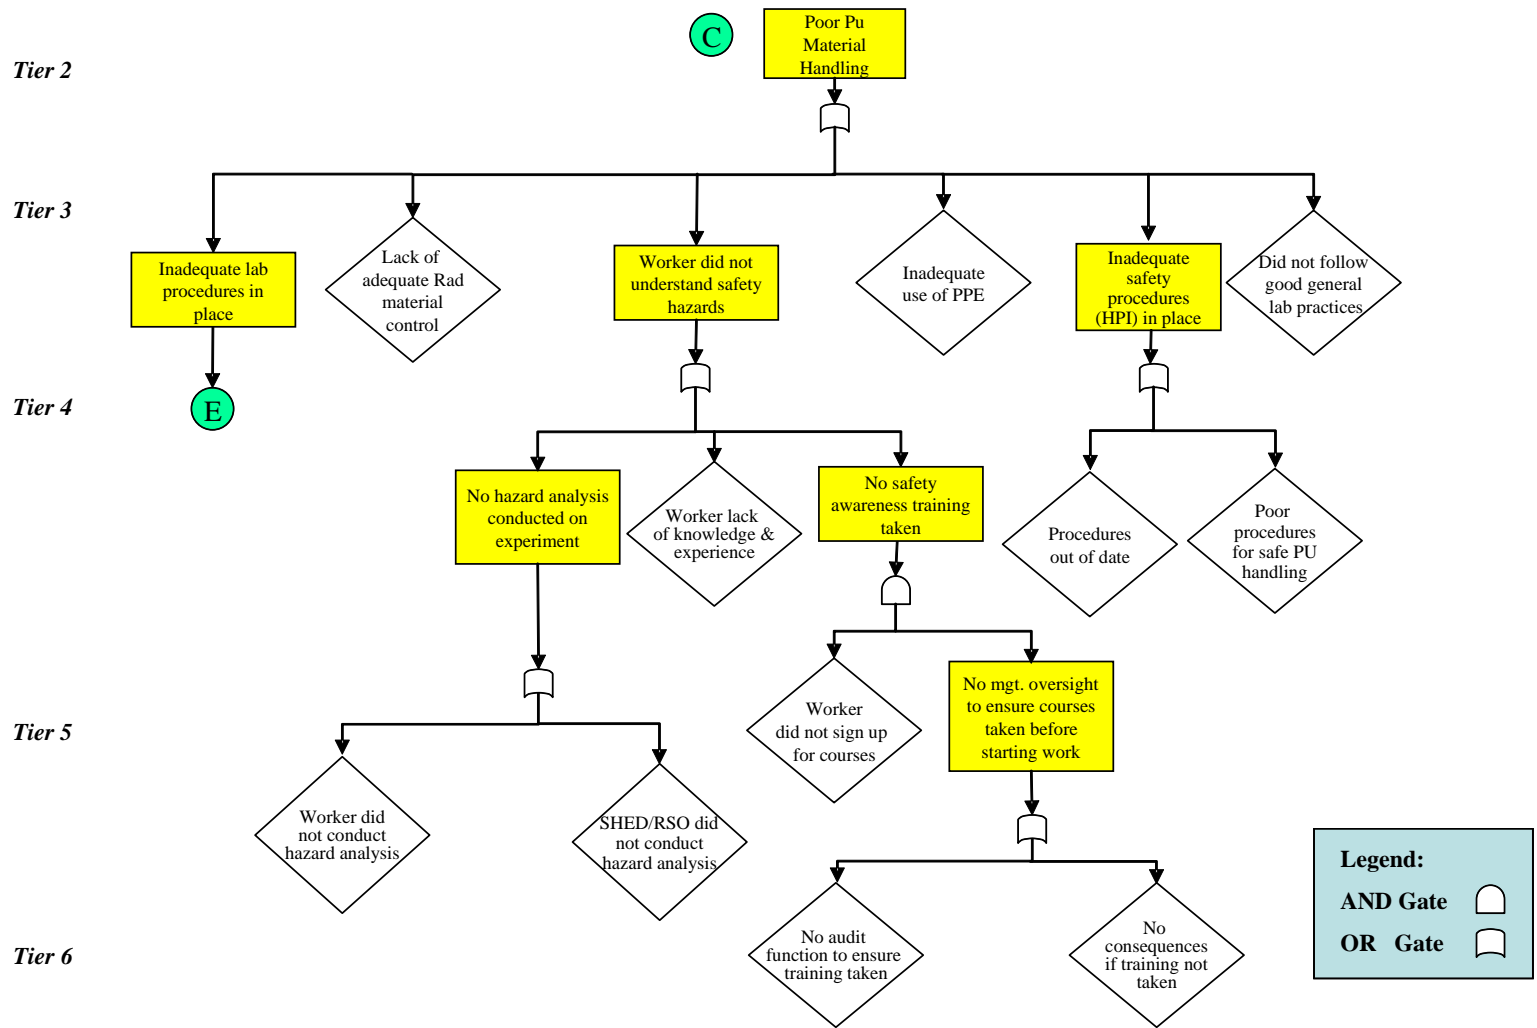 C
Poor Pu
Material
Handling
Tier 2
Tier 3
Inadequate lab
procedures in
place
Lack of
adequate Rad
material
control
Worker did not
understand safety
hazards
Inadequate
use of PPE
Inadequate
safety
procedures
(HPI) in place
Did not follow
good general
lab practices
Tier 4
E
No hazard analysis
conducted on
experiment
Worker lack
of knowledge &
experience
No safety
awareness training
taken
Procedures
out of date
Poor
procedures
for safe PU
handling
Tier 5
Worker
did not sign up
for courses
No mgt. oversight
to ensure courses
taken before
starting work
Worker did
not conduct
hazard analysis
SHED/RSO did
not conduct
hazard analysis
Tier 6
No audit
function to ensure
training taken
No
consequences
if training not
taken
Legend:
AND Gate
OR Gate